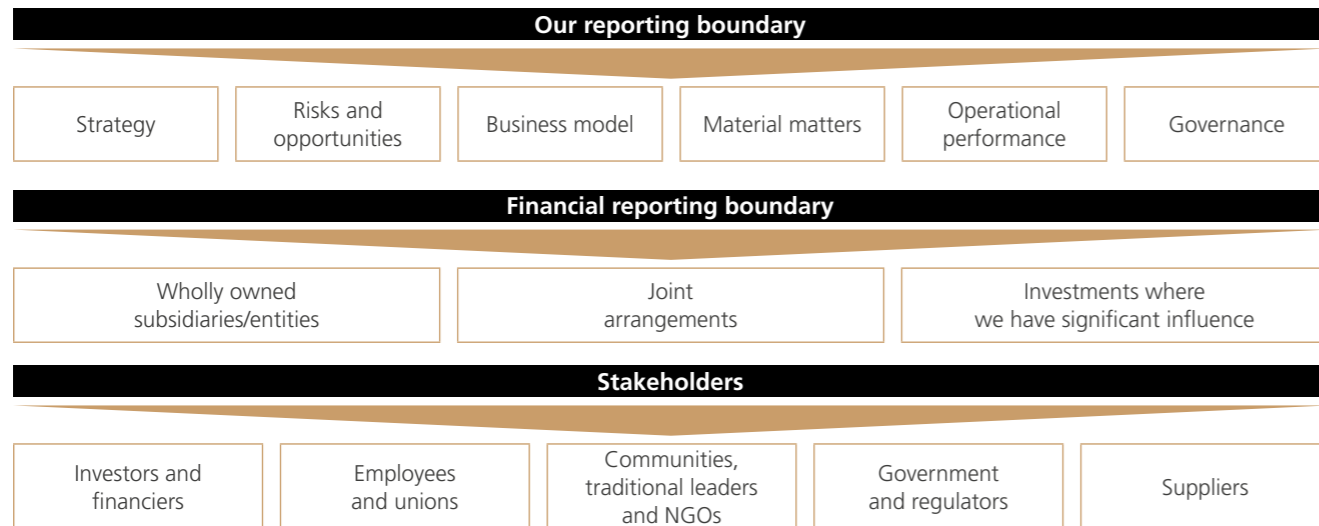 Our reporting boundary
Strategy
Risks and
opportunities
Business model
Material matters
Operational
performance
Governance
Financial reporting boundary
Wholly owned
subsidiaries/entities
Joint
arrangements
Investments where
we have significant influence
Stakeholders
Investors and
financiers
Employees
and unions
Communities,
traditional leaders
and NGOs
Government
and regulators
Suppliers